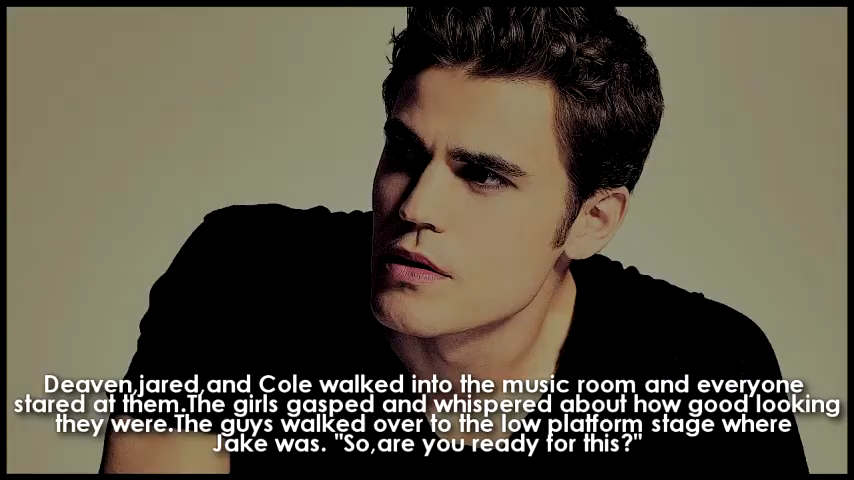 Deaven,jared,and Cole walked into the music room and everyone
stared at them.The girls gasped and whispered about how good looking
they were.The guys walked over to the low platform stage where
Jake was. "So,are you ready for this?"